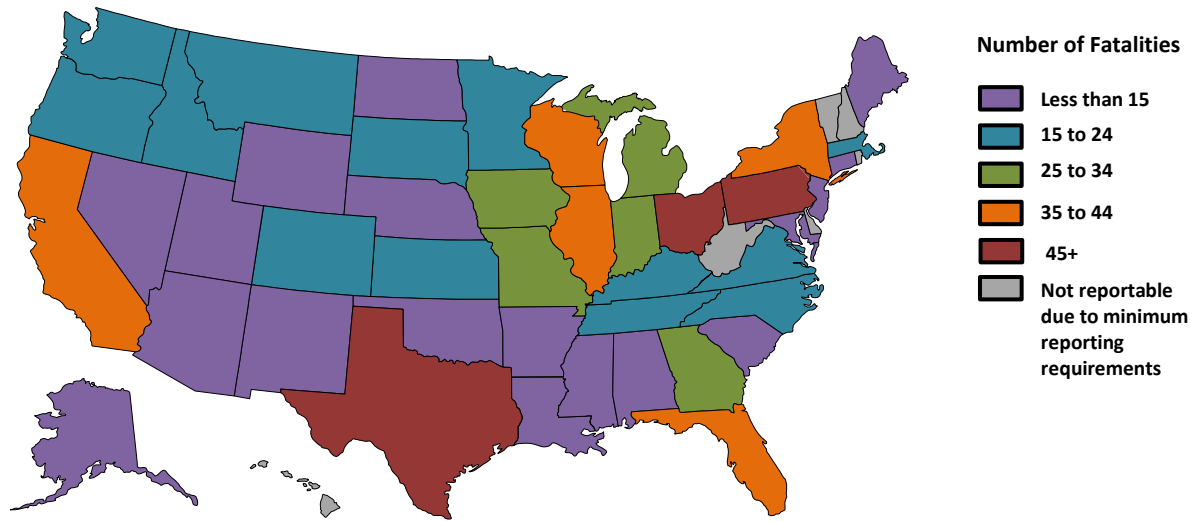 Number of Fatalities
Less than 15
15 to 24
25 to 34
35 to 44
45+
Not reportable
due to minimum
reporting
requirements